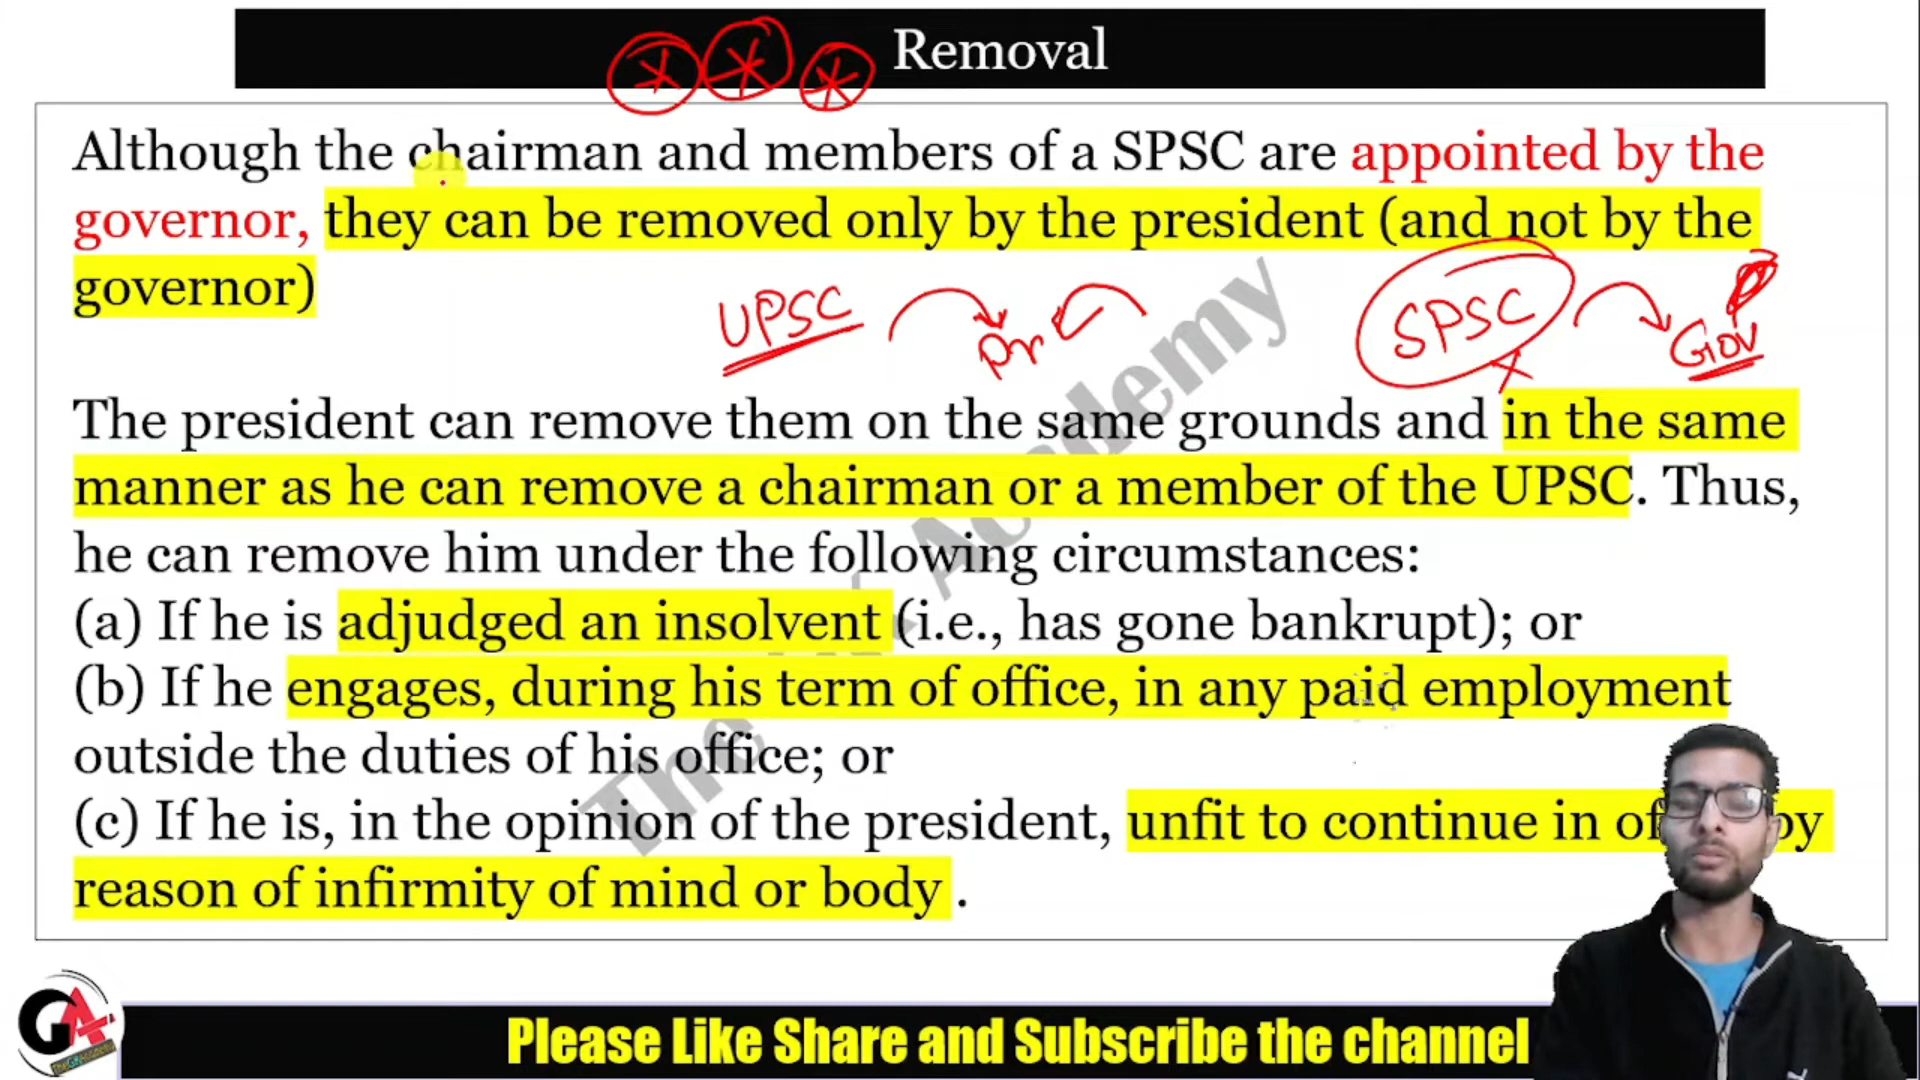 Removal
Although the chairman and members of a SPSC are appointed by the
governor, they can be removed only by the president (and not by the
governor)
UPSC Pr SPSC Gov
The president can remove them on the same grounds and in the same
manner as he can remove a chairman or a member of the UPSC. Thus,
he can remove him under the following circumstances:
(a) If he is adjudged an insolvent (i.e., has gone bankrupt); or
(b) If he engages, during his term of office, in any paid employment
outside the duties of his office; or
(c) If he is, in the opinion of the president, unfit to continue in of by
reason of infirmity of mind or body .
GA
Please Like Share and Subscribe the channel